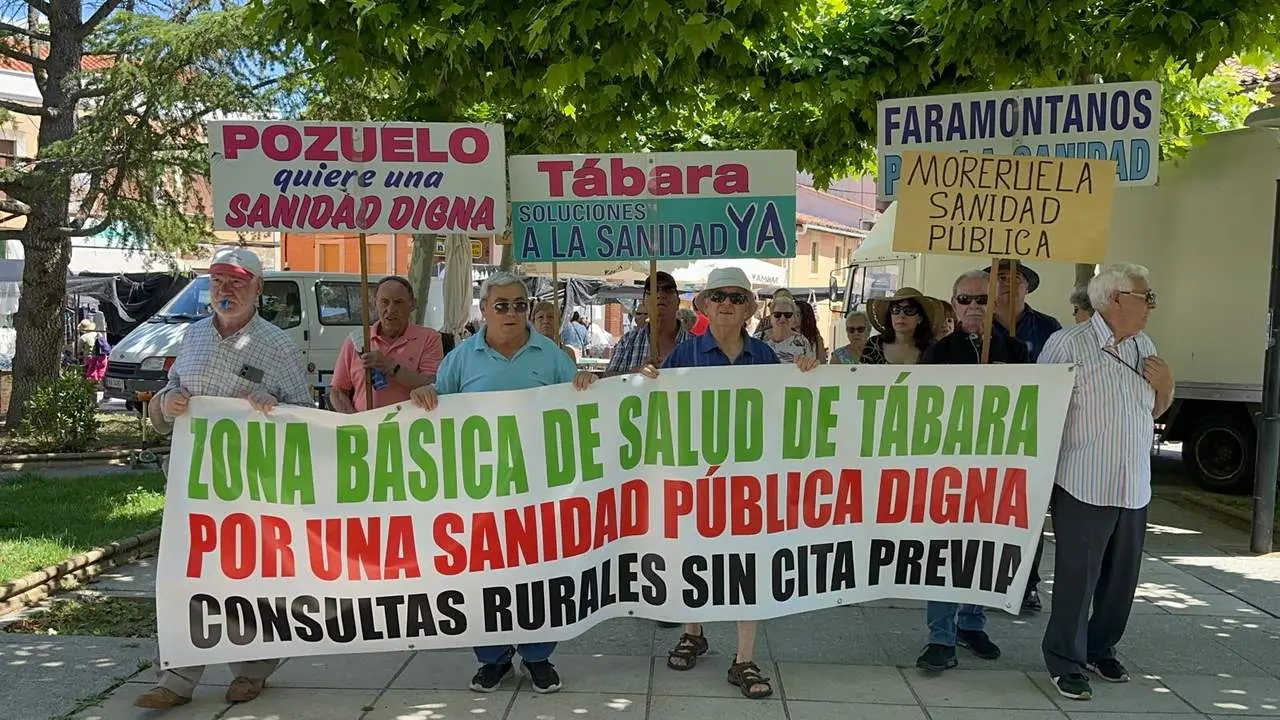 POZUELO
quiere una
SANIDAD DIGNA
Tábara
SOLUCIONES
A LA SANIDAD YA
FARAMONTANOS
SANIDAD
MORERUELA
SANIDAD
PÚBLICA
ZONA BÁSICA DE SALUD DE TÁBARA
POR UNA SANIDAD PÚBLICA DIGNA
CONSULTAS RURALES SIN CITA PREVIA